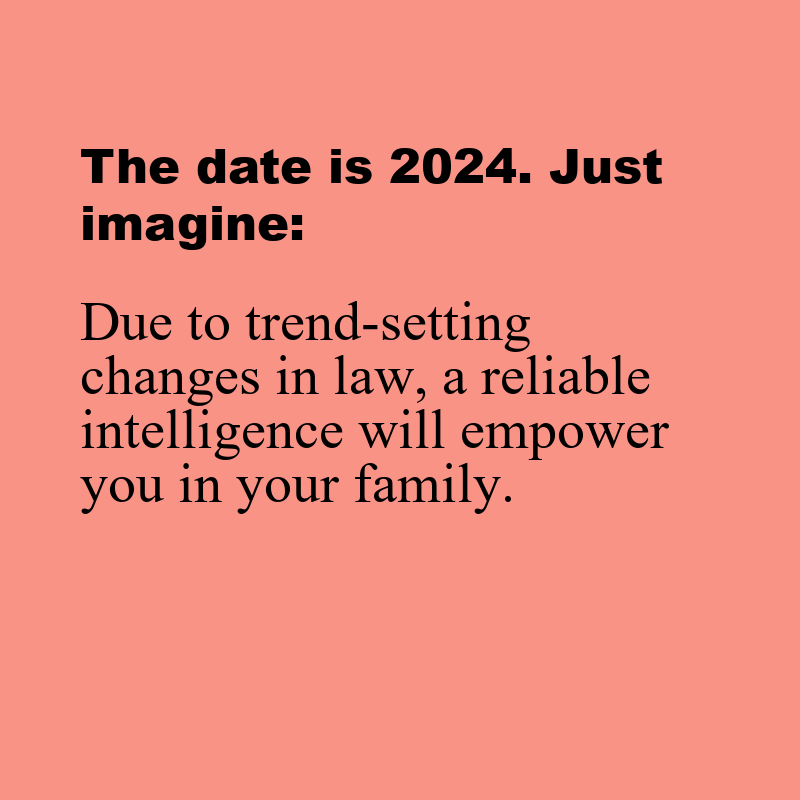 The date is 2024. Just
imagine:
Due to trend-setting
changes in law, a reliable
intelligence will empower
you in your family.